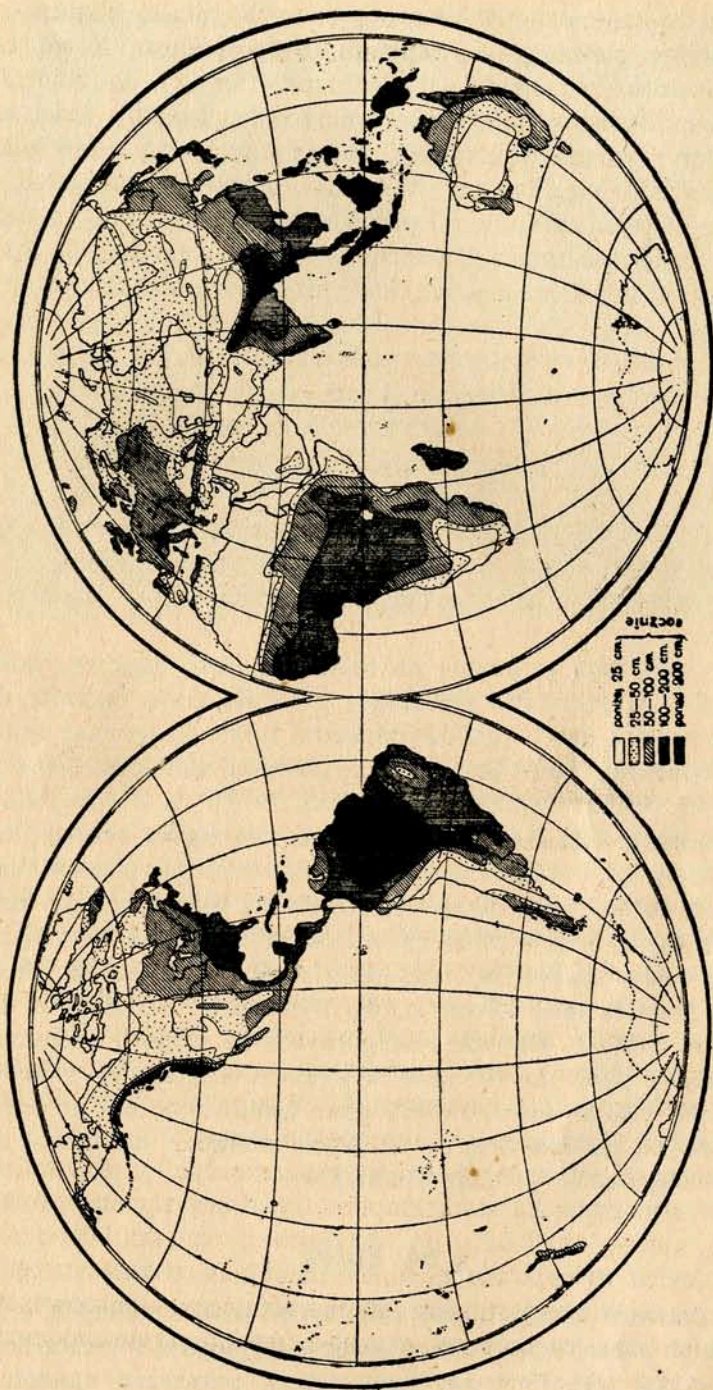 poniżej 25 cm.
25—50 cm.
50—100 cm.
100—200 cm.
ponad 200 cm.
rocznie